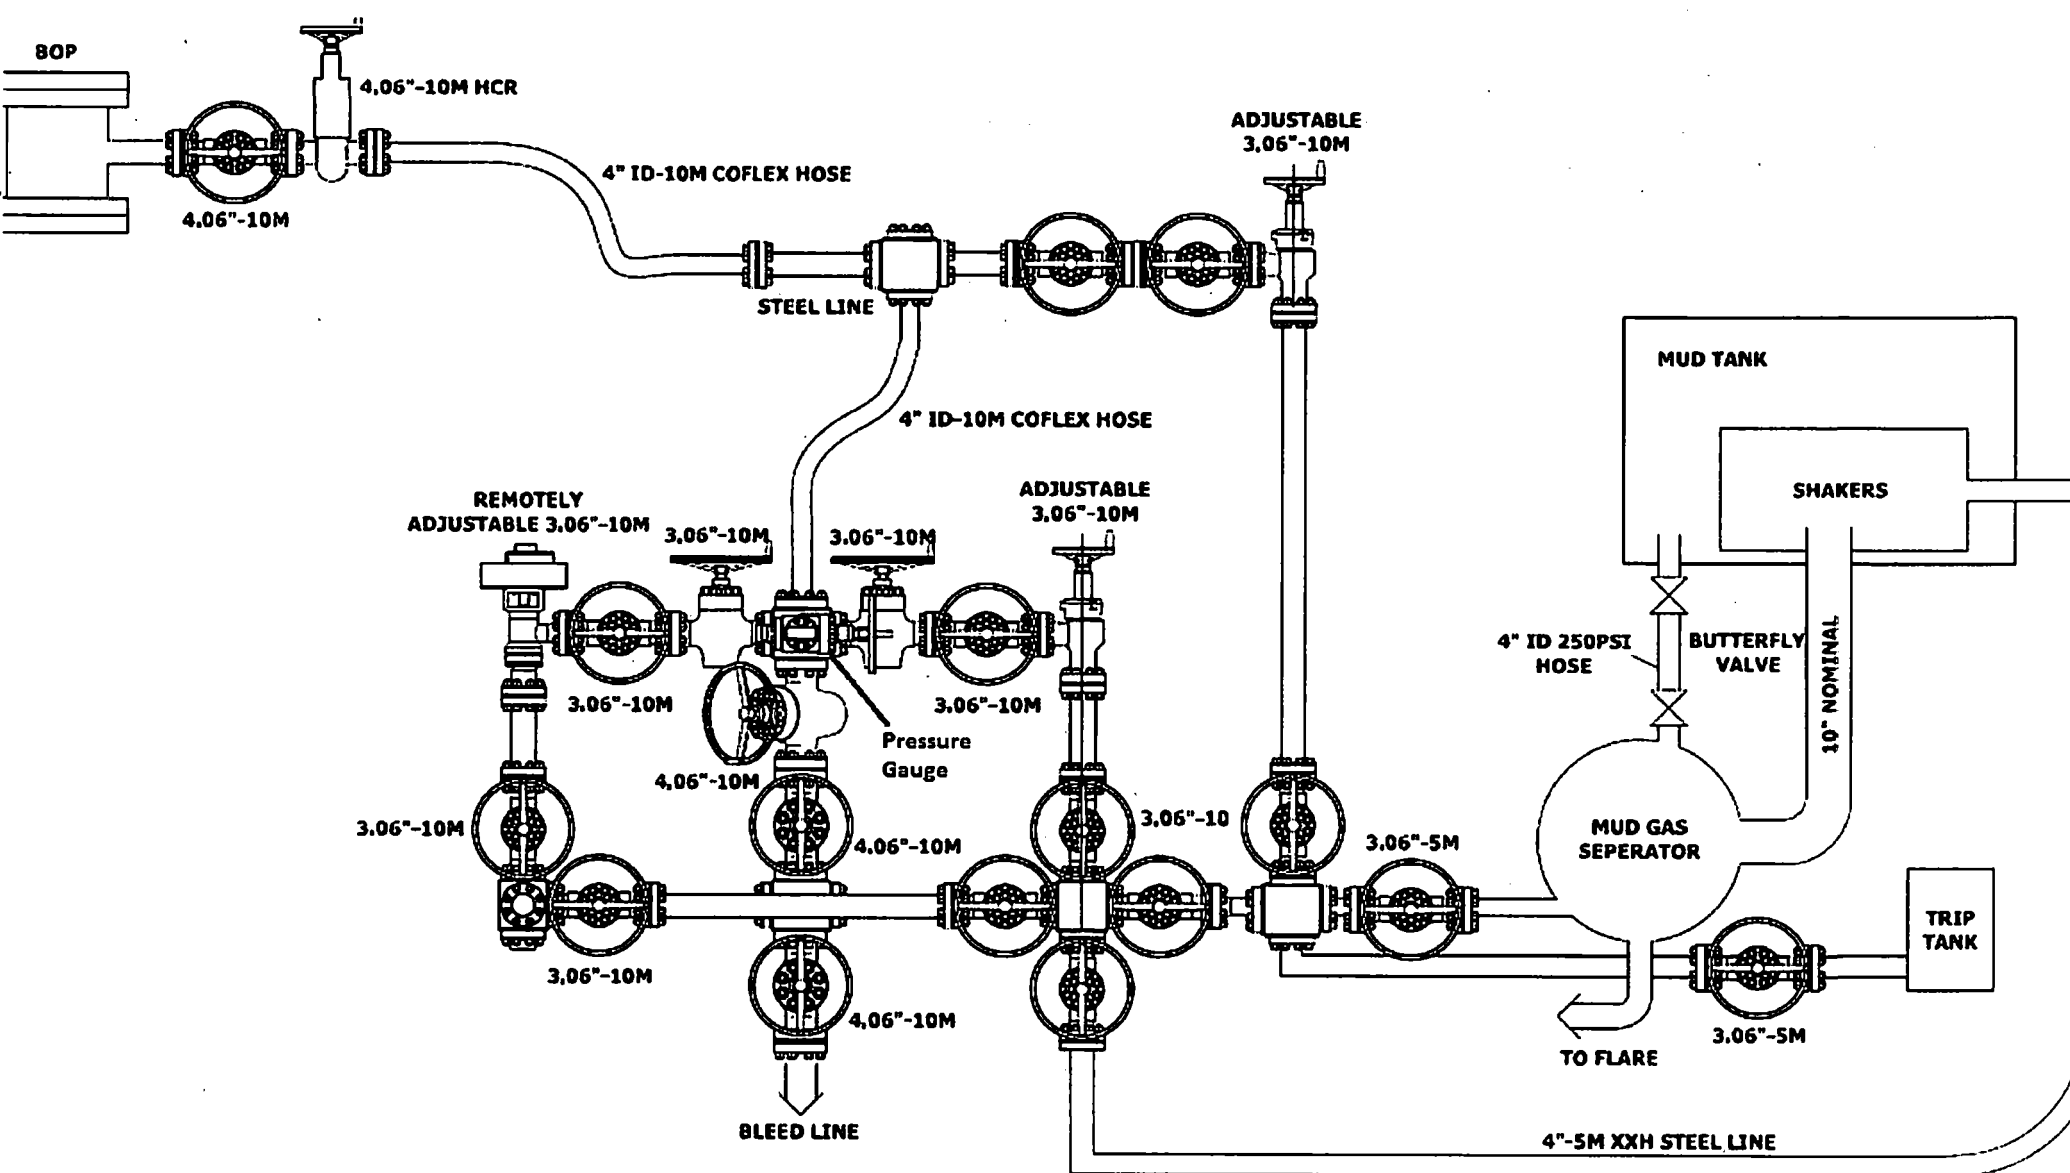 BOP
4.06"-10M HCR
4.06"-10M
4" ID-10M COFLEX HOSE
ADJUSTABLE
3.06"-10M
STEEL LINE
MUD TANK
SHAKERS
4" ID-10M COFLEX HOSE
REMOTELY
ADJUSTABLE 3.06"-10M
3.06"-10M
3.06"-10M
ADJUSTABLE
3.06"-10M
4" ID 250PSI
HOSE
BUTTERFLY
VALVE
10" NOMINAL
3.06"-10M
3.06"-10M
Pressure
Gauge
4.06"-10M
3.06"-10M
4.06"-10M
3.06"-10
3.06"-5M
MUD GAS
SEPERATOR
TRIP
TANK
3.06"-10M
4.06"-10M
3.06"-5M
TO FLARE
BLEED LINE
4"-5M XXH STEEL LINE